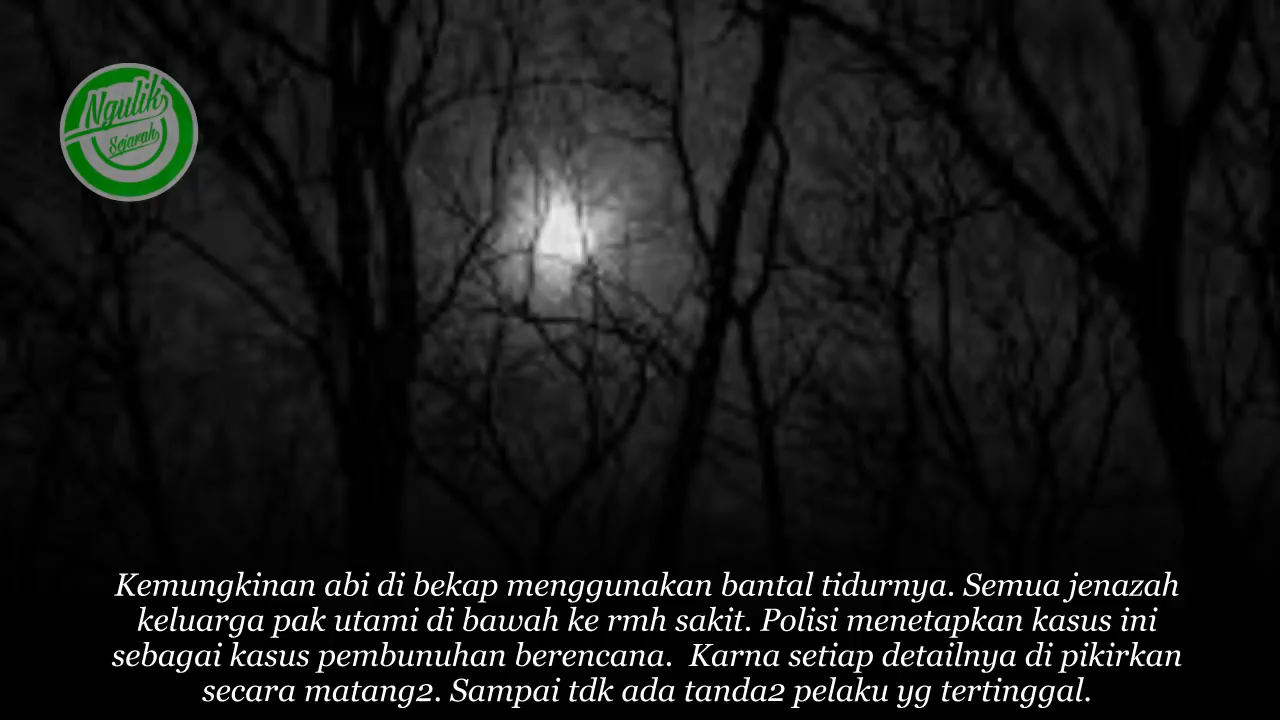 Ngulik
Sejarah
Kemungkinan abi di bekap menggunakan bantal tidurnya. Semua jenazah
keluarga pak utami di bawah ke rmh sakit. Polisi menetapkan kasus ini
sebagai kasus pembunuhan berencana.  Karna setiap detailnya di pikirkan
secara matang2. Sampai tdk ada tanda2 pelaku yg tertinggal.